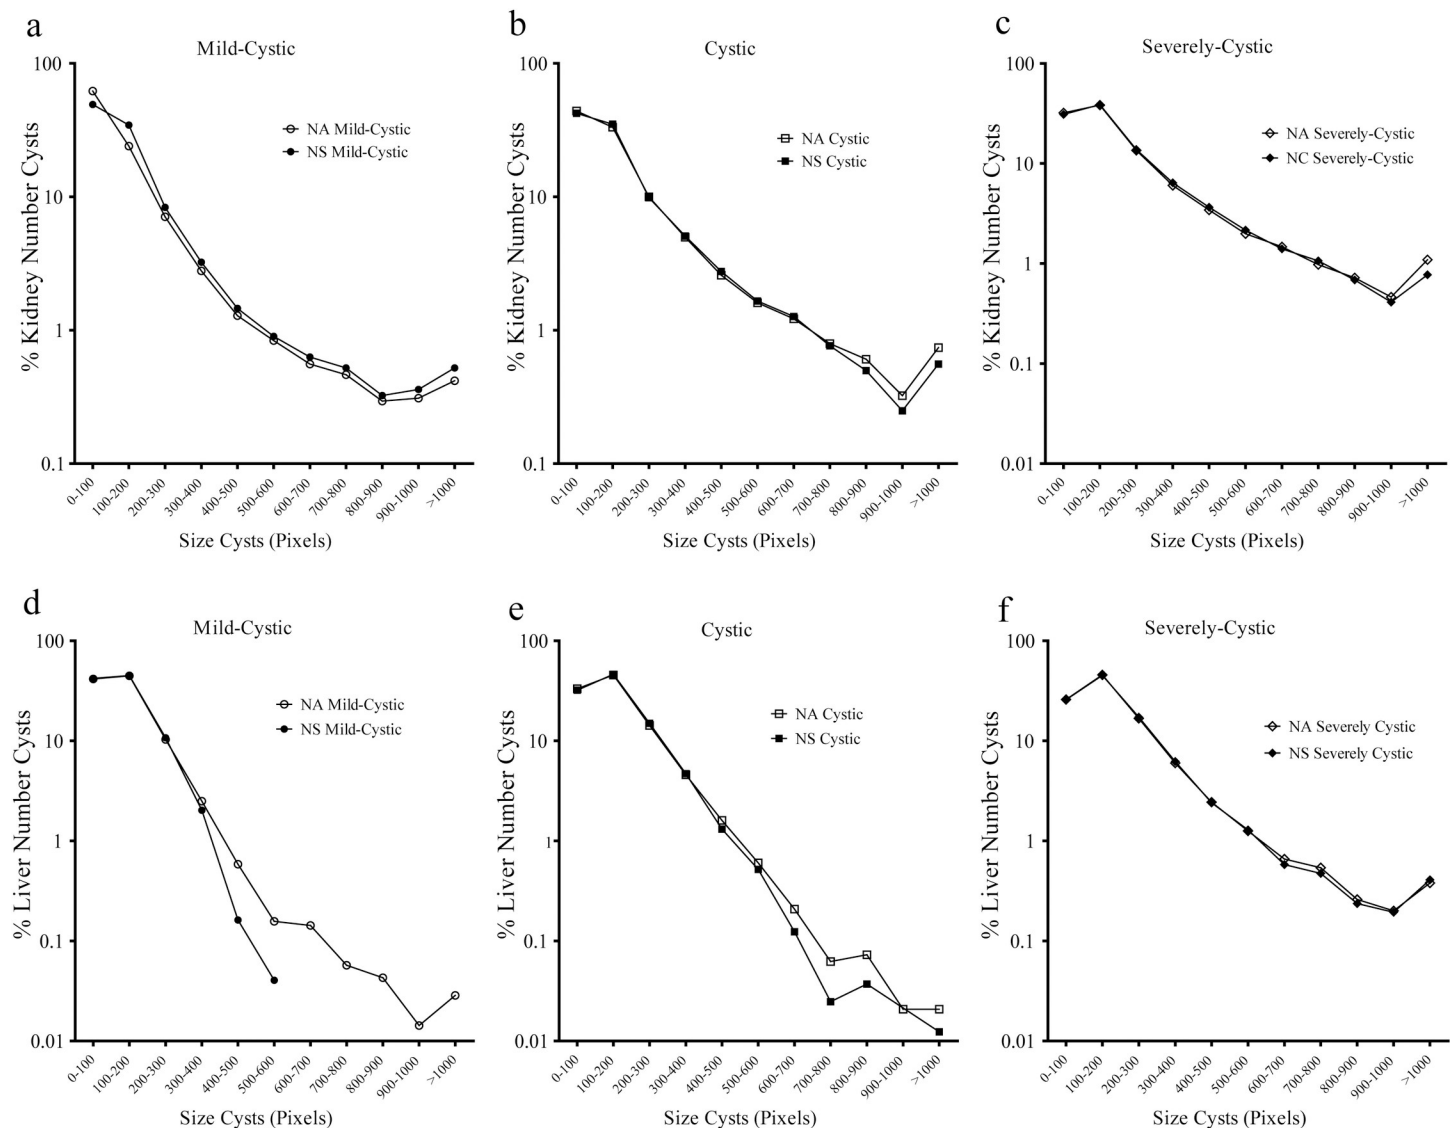 a
Mild-Cystic
% Kidney Number Cysts
100
10
1
0.1
NA Mild-Cystic
NS Mild-Cystic
0-100
100-200
200-300
300-400
400-500
500-600
600-700
700-800
800-900
900-1000
>1000
Size Cysts (Pixels)
b
Cystic
% Kidney Number Cysts
100
10
1
0.1
NA Cystic
NS Cystic
0-100
100-200
200-300
300-400
400-500
500-600
600-700
700-800
800-900
900-1000
>1000
Size Cysts (Pixels)
c
Severely-Cystic
% Kidney Number Cysts
100
10
1
0.1
0.01
NA Severely-Cystic
NC Severely-Cystic
0-100
100-200
200-300
300-400
400-500
500-600
600-700
700-800
800-900
900-1000
>1000
Size Cysts (Pixels)
d
Mild-Cystic
% Liver Number Cysts
100
10
1
0.1
0.01
NA Mild-Cystic
NS Mild-Cystic
0-100
100-200
200-300
300-400
400-500
500-600
600-700
700-800
800-900
900-1000
>1000
Size Cysts (Pixels)
e
Cystic
% Liver Number Cysts
100
10
1
0.1
0.01
NA Cystic
NS Cystic
0-100
100-200
200-300
300-400
400-500
500-600
600-700
700-800
800-900
900-1000
>1000
Size Cysts (Pixels)
f
Severely-Cystic
% Liver Number Cysts
100
10
1
0.1
0.01
NA Severely Cystic
NS Severely Cystic
0-100
100-200
200-300
300-400
400-500
500-600
600-700
700-800
800-900
900-1000
>1000
Size Cysts (Pixels)